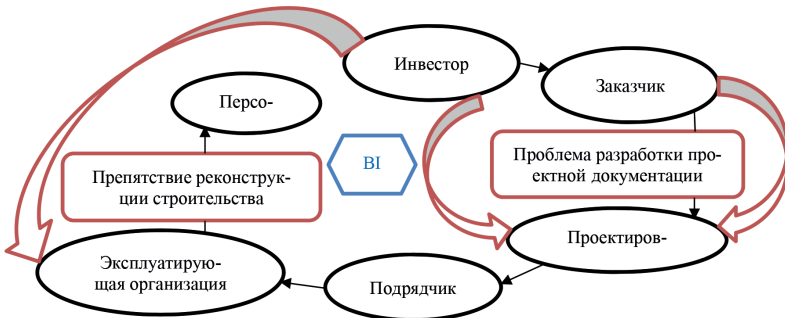 Инвестор
Заказчик
Персо-
BI
Проблема разработки про-
ектной документации
Препятствие реконструк-
ции строительства
Проектиров-
Эксплуатирую-
щая организация
Подрядчик